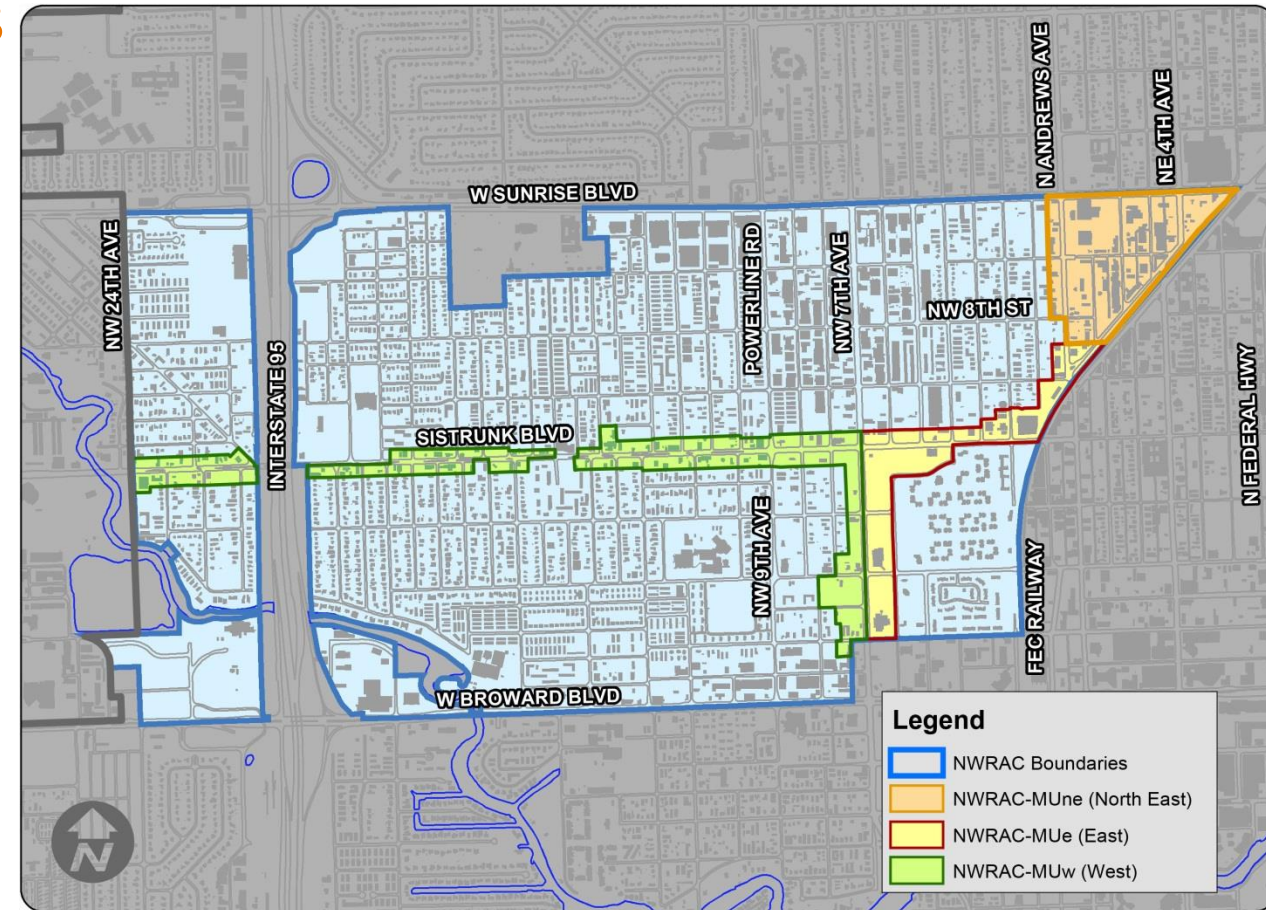 N ANDREWS AVE
NE 4TH AVE
W SUNRISE BLVD
NW 24TH AVE
INTERSTATE 95
POWERLINE RD
NW 7TH AVE
NW 8TH ST
N FEDERAL HWY
SISTRUNK BLVD
NW 9TH AVE
FEC RAILWAY
W BROWARD BLVD
Legend
NWRAC Boundaries
NWRAC-MUne (North East)
NWRAC-MUe (East)
NWRAC-MUw (West)
N